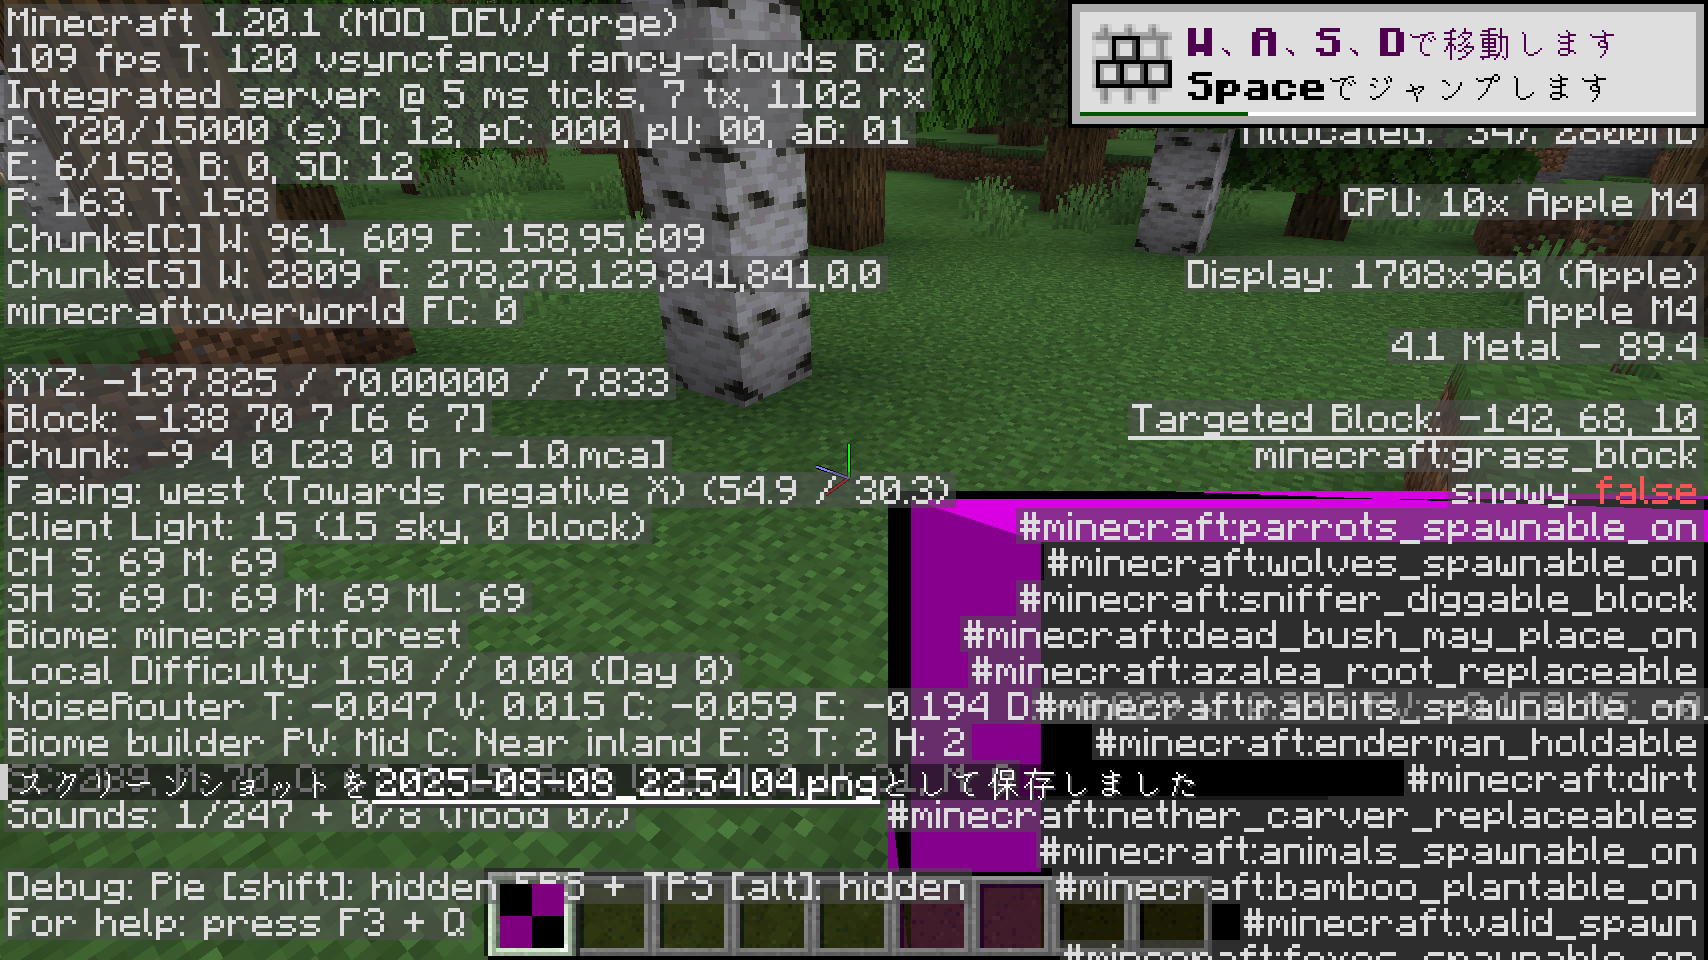 Minecraft 1.20.1 (MOD_DEV/forge)
109 fps T: 120 vsyncfancy fancy-clouds B: 2
Integrated server @ 5 ms ticks, 7 tx, 1102 rx
C: 720/15000 (s) D: 12, pC: 000, pU: 00, aB: 01
E: 6/158, B: 0, SD: 12
P: 163. T: 158
Chunks[C] W: 961, 609 E: 158,95,609
Chunks[S] W: 2809 E: 278,278,129,841,841,0,0
minecraft:overworld FC: 0
XYZ: -137.825 / 70.00000 / 7.833
Block: -138 70 7 [6 6 7]
Chunk: -9 4 0 [23 0 in r.-1.0.mca]
Facing: west (Towards negative X) (54.9 / 30.3)
Client Light: 15 (15 sky, 0 block)
CH S: 69 M: 69
SH S: 69 O: 69 M: 69 ML: 69
Biome: minecraft:forest
Local Difficulty: 1.50 // 0.00 (Day 0)
NoiseRouter T: -0.047 V: 0.015 C: -0.059 E: -0.194 D:
Biome builder PV: Mid C: Near inland E: 3 T: 2 H: 2
スクリーンショットを2025-08-08_22.54.04.pngとして保存しました
Sounds: 1/247 + 0/8 (Mood 0%)
Debug: Pie [shift]: hidden FPS + TPS [alt]: hidden
For help: press F3 + Q
W、A、S、Dで移動します
Spaceでジャンプします
Allocated:
CPU: 10x Apple M4
Display: 1708x960 (Apple)
Apple M4
4.1 Metal - 89.4
Targeted Block: -142, 68, 10
minecraft:grass_block
snowy: false
#minecraft:parrots_spawnable_on
#minecraft:wolves_spawnable_on
#minecraft:sniffer_diggable_block
#minecraft:dead_bush_may_place_on
#minecraft:azalea_root_replaceable
#minecraft:rabbits_spawnable_on
#minecraft:enderman_holdable
#minecraft:dirt
#minecraft:nether_carver_replaceables
#minecraft:animals_spawnable_on
#minecraft:bamboo_plantable_on
#minecraft:valid_spawn
#minecraft:foxes_spawnable_on